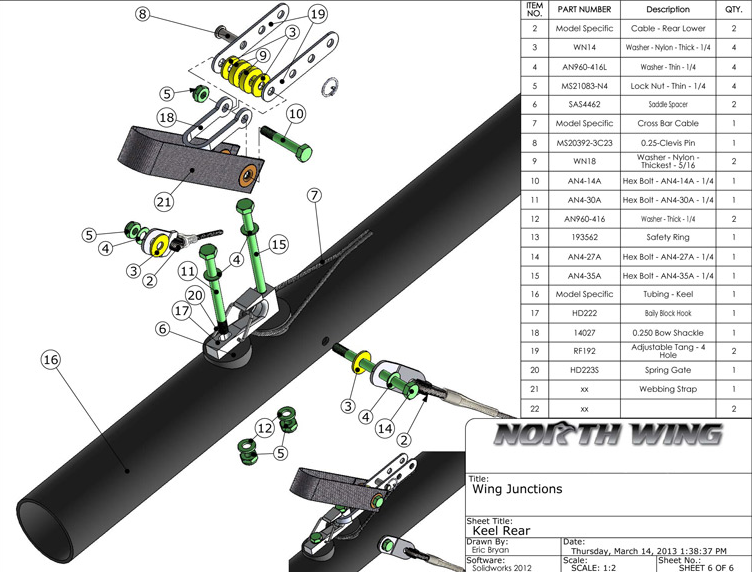 ITEM NO. PART NUMBER Description QTY.
2 Model Specific Cable - Rear Lower 2
3 WN14 Washer - Nylon - Thick - 1/4 4
4 AN960-416L Washer - Thin - 1/4 4
5 MS21083-N4 Lock Nut - Thin - 1/4 4
6 SAS4462 Saddle Spacer 2
7 Model Specific Cross Bar Cable 1
8 MS20392-3C23 0.25-Clevis Pin 1
9 WN18 Washer - Nylon - Thickest - 5/16 2
10 AN4-14A Hex Bolt - AN4-14A - 1/4 1
11 AN4-30A Hex Bolt - AN4-30A - 1/4 1
12 AN960-416 Washer - Thick - 1/4 2
13 193562 Safety Ring 1
14 AN4-27A Hex Bolt - AN4-27A - 1/4 1
15 AN4-35A Hex Bolt - AN4-35A - 1/4 1
16 Model Specific Tubing - Keel 1
17 HD222 Baily Block Hook 1
18 14027 0.250 Bow Shackle 1
19 RF192 Adjustable Tang - 4 Hole 2
20 HD223S Spring Gate 1
21 xx Webbing Strap 1
22 xx 2
8
19
3
9
5
18
10
21
7
5
4
3
2
4
15
11
20
17
6
16
3
4
14
2
12
5
NORTH WING
Title:
Wing Junctions
Sheet Title:
Keel Rear
Drawn By:
Eric Bryan
Date:
Thursday, March 14, 2013 1:38:37 PM
Software:
Solidworks 2012
Scale:
SCALE: 1:2
Sheet No.:
SHEET 6 OF 6